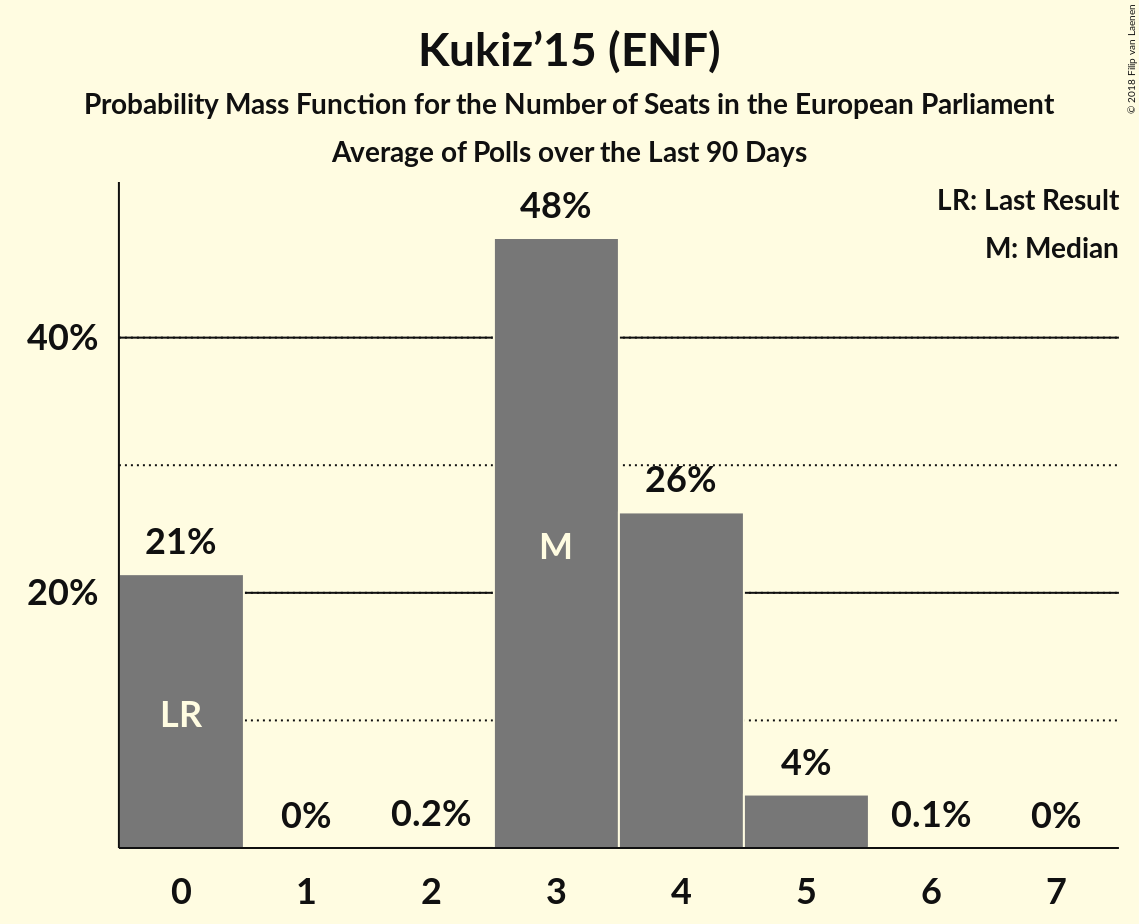 Kukiz’15 (ENF)
Probability Mass Function for the Number of Seats in the European Parliament
Average of Polls over the Last 90 Days
© 2018 Filip van Laenen
LR: Last Result
M: Median
48%
40%
26%
M
21%
20%
LR
4%
0%
0.2%
0.1%
0%
0 1 2 3 4 5 6 7